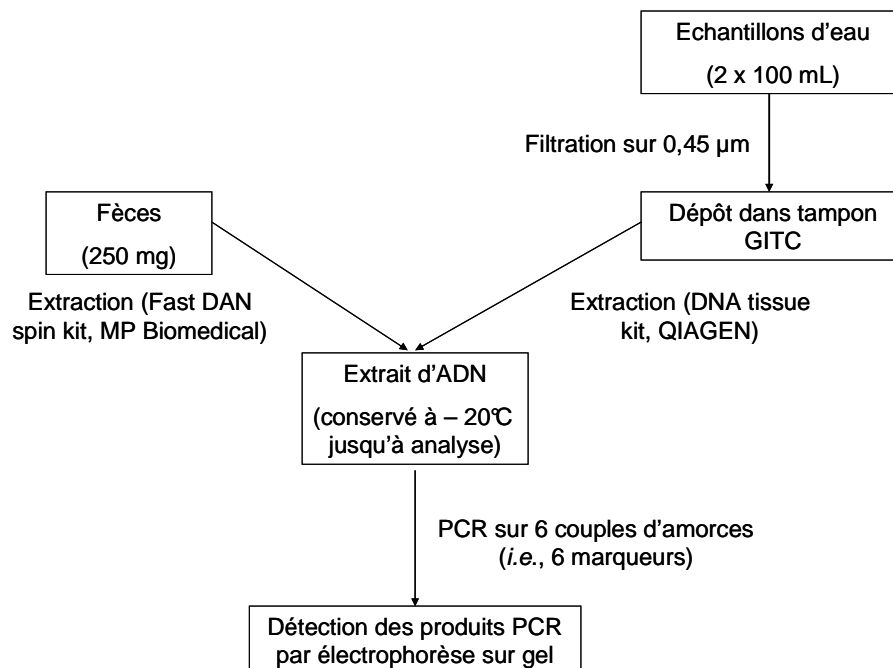 Echantillons d'eau
(2 x 100 mL)
Filtration sur 0,45 µm
Fèces
(250 mg)
Dépôt dans tampon
GITC
Extraction (Fast DAN
spin kit, MP Biomedical)
Extraction (DNA tissue
kit, QIAGEN)
Extrait d'ADN
(conservé à – 20°C
jusqu'à analyse)
PCR sur 6 couples d'amorces
(i.e., 6 marqueurs)
Détection des produits PCR
par électrophorèse sur gel